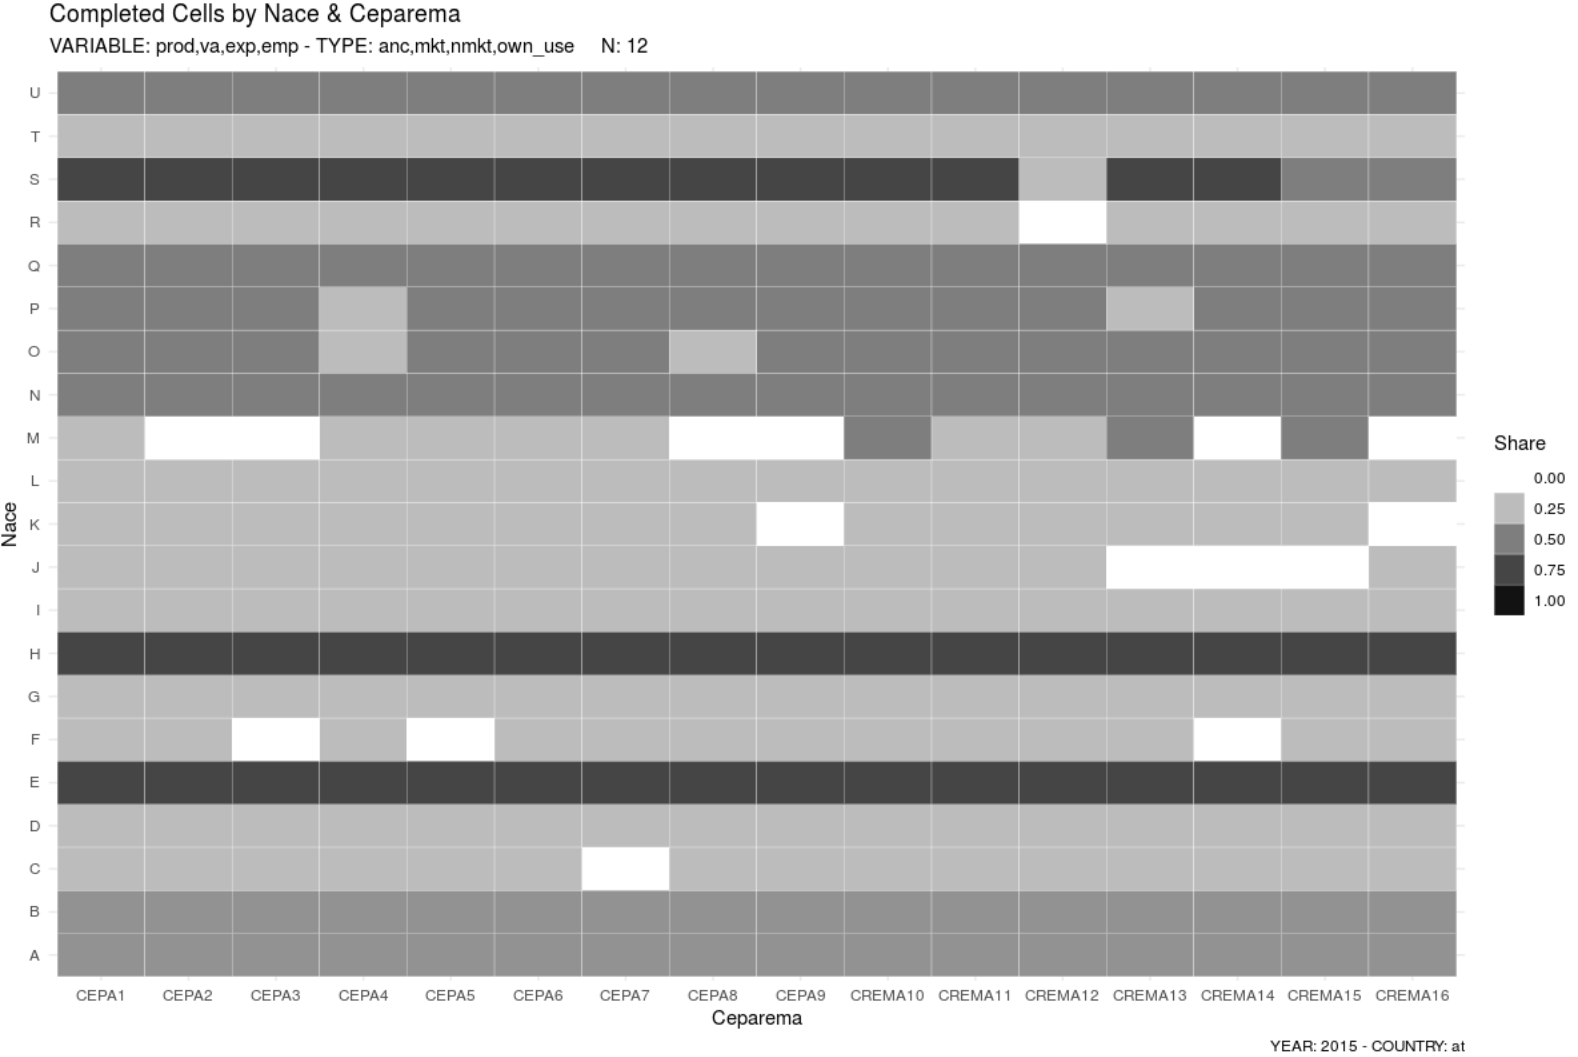 Completed Cells by Nace & Ceparema
VARIABLE: prod,va,exp,emp - TYPE: anc,mkt,nmkt,own_use N: 12
U
T
S
R
Q
P
O
N
M
L
K
J
I
H
G
F
E
D
C
B
A
Nace
CEPA1 CEPA2 CEPA3 CEPA4 CEPA5 CEPA6 CEPA7 CEPA8 CEPA9 CREMA10 CREMA11 CREMA12 CREMA13 CREMA14 CREMA15 CREMA16
Ceparema
Share
0.00
0.25
0.50
0.75
1.00
YEAR: 2015 - COUNTRY: at